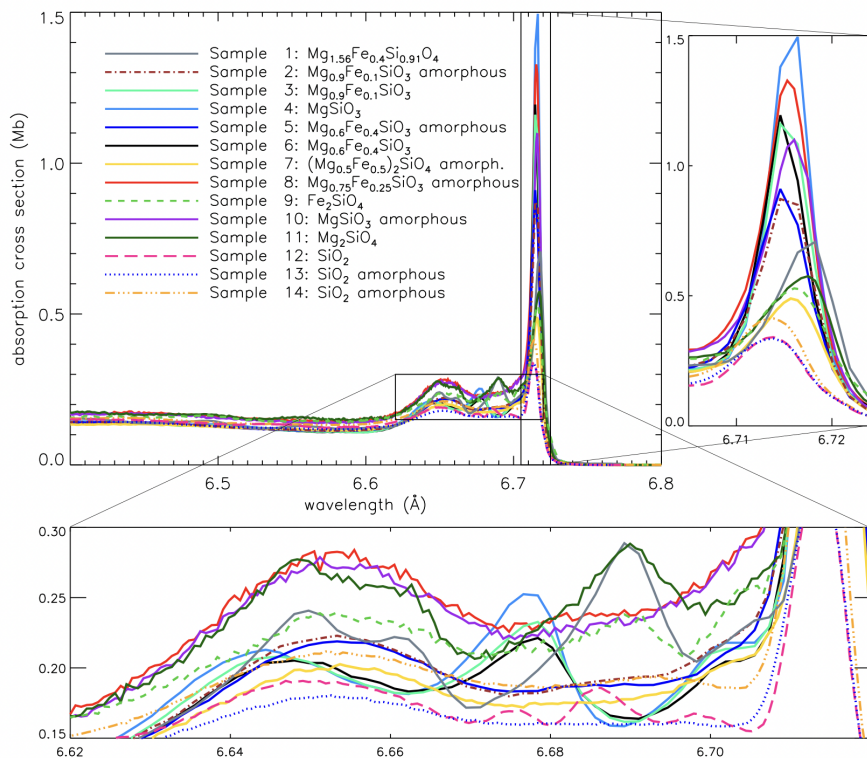 absorption cross section (Mb)
1.5
1.0
0.5
0.0
Sample 1: Mg₁.₅₆Fe₀.₄Si₀.₉₁O₄
Sample 2: Mg₀.₉Fe₀.₁SiO₃ amorphous
Sample 3: Mg₀.₉Fe₀.₁SiO₃
Sample 4: MgSiO₃
Sample 5: Mg₀.₆Fe₀.₄SiO₃ amorphous
Sample 6: Mg₀.₆Fe₀.₄SiO₃
Sample 7: (Mg₀.₅Fe₀.₅)₂SiO₄ amorph.
Sample 8: Mg₀.₇₅Fe₀.₂₅SiO₃ amorphous
Sample 9: Fe₂SiO₄
Sample 10: MgSiO₃ amorphous
Sample 11: Mg₂SiO₄
Sample 12: SiO₂
Sample 13: SiO₂ amorphous
Sample 14: SiO₂ amorphous
6.5 6.6 6.7 6.8
wavelength (Å)
1.5
1.0
0.5
0.0
6.71 6.72
0.30
0.25
0.20
0.15
6.62 6.64 6.66 6.68 6.70